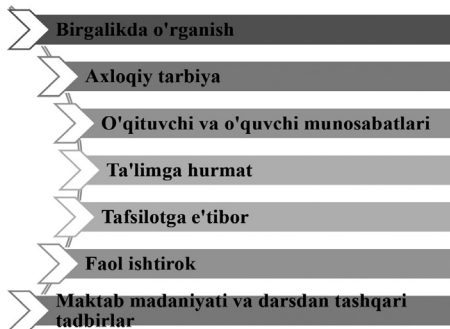 Birgalikda o'rganish
Axloqiy tarbiya
O'qituvchi va o'quvchi munosabatlari
Ta'limga hurmat
Tafsilotga e'tibor
Faol ishtirok
Maktab madaniyati va darsdan tashqari
tadbirlar